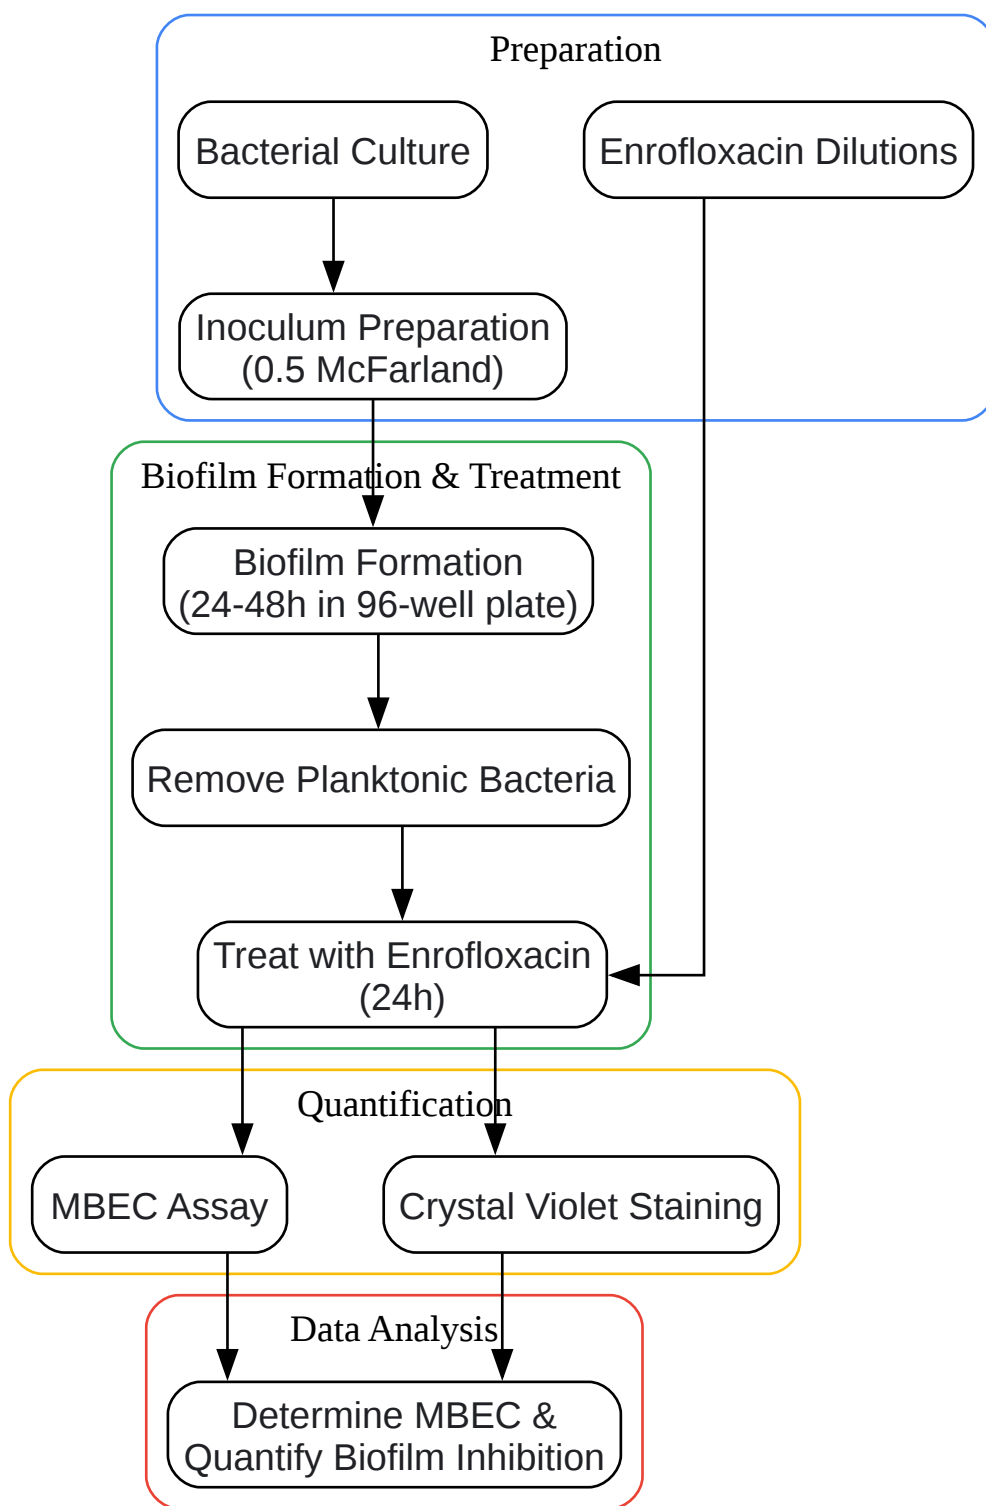 Preparation
Bacterial Culture
Enrofloxacin Dilutions
Inoculum Preparation
(0.5 McFarland)
Biofilm Formation & Treatment
Biofilm Formation
(24-48h in 96-well plate)
Remove Planktonic Bacteria
Treat with Enrofloxacin
(24h)
Quantification
MBEC Assay
Crystal Violet Staining
Data Analysis
Determine MBEC &
Quantify Biofilm Inhibition